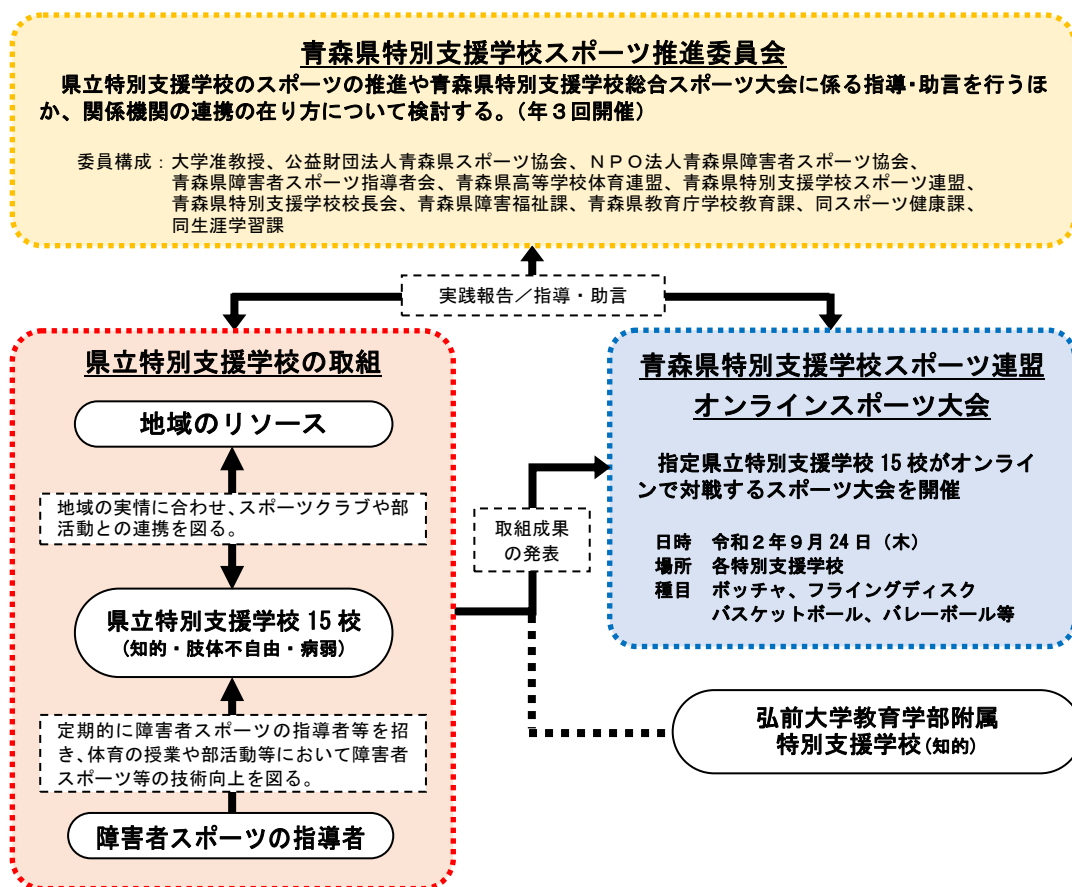 青森県特別支援学校スポーツ推進委員会
県立特別支援学校のスポーツの推進や青森県特別支援学校総合スポーツ大会に係る指導・助言を行うほ
か、関係機関の連携の在り方について検討する。(年３回開催)
委員構成：大学准教授、公益財団法人青森県スポーツ協会、ＮＰＯ法人青森県障害者スポーツ協会、
青森県障害者スポーツ指導者会、青森県高等学校体育連盟、青森県特別支援学校スポーツ連盟、
青森県特別支援学校校長会、青森県障害福祉課、青森県教育庁学校教育課、同スポーツ健康課、
同生涯学習課
実践報告／指導・助言
県立特別支援学校の取組
地域のリソース
地域の実情に合わせ、スポーツクラブや部
活動との連携を図る。
県立特別支援学校 15 校
(知的・肢体不自由・病弱)
定期的に障害者スポーツの指導者等を招
き、体育の授業や部活動等において障害者
スポーツ等の技術向上を図る。
障害者スポーツの指導者
取組成果
の発表
青森県特別支援学校スポーツ連盟
オンラインスポーツ大会
指定県立特別支援学校 15 校がオンライ
ンで対戦するスポーツ大会を開催
日時　令和２年９月 24 日（木）
場所　各特別支援学校
種目　ボッチャ、フライングディスク
バスケットボール、バレーボール等
弘前大学教育学部附属
特別支援学校(知的)